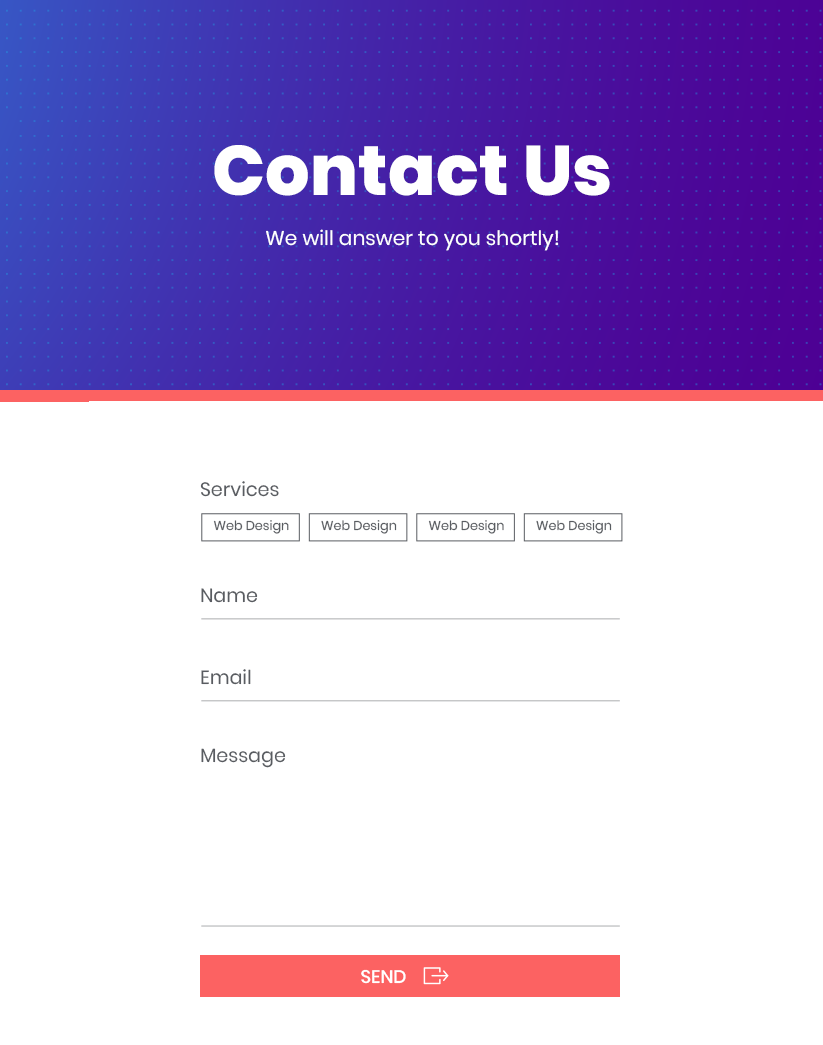 Contact Us
We will answer to you shortly!
Services
Web Design Web Design Web Design Web Design
Name
Email
Message
SEND